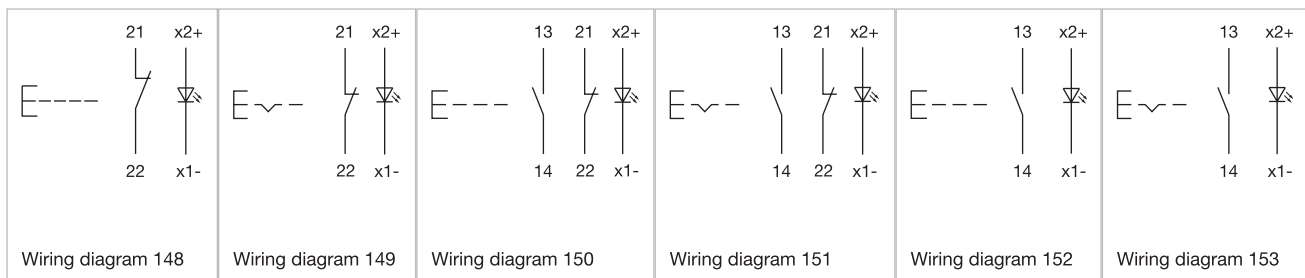 21 x2+
22 x1-
Wiring diagram 148
21 x2+
22 x1-
Wiring diagram 149
13 21 x2+
14 22 x1-
Wiring diagram 150
13 21 x2+
14 22 x1-
Wiring diagram 151
13 x2+
14 x1-
Wiring diagram 152
13 x2+
14 x1-
Wiring diagram 153